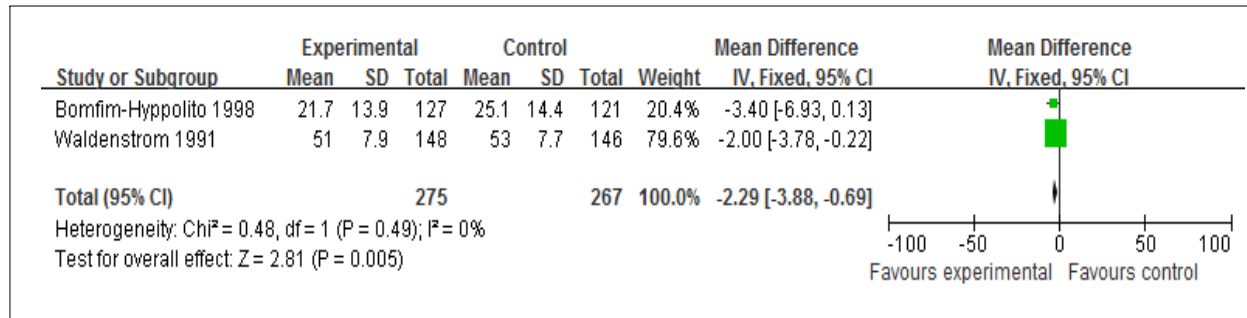 Experimental Control Mean Difference Mean Difference
Study or Subgroup Mean SD Total Mean SD Total Weight IV, Fixed, 95% CI IV, Fixed, 95% CI
Bomfim-Hyppolito 1998 21.7 13.9 127 25.1 14.4 121 20.4% -3.40 [-6.93, 0.13]
Waldenstrom 1991 51 7.9 148 53 7.7 146 79.6% -2.00 [-3.78, -0.22]
Total (95% CI) 275 267 100.0% -2.29 [-3.88, -0.69]
Heterogeneity: Chi² = 0.48, df = 1 (P = 0.49); I² = 0%
Test for overall effect: Z = 2.81 (P = 0.005)
-100 -50 0 50 100
Favours experimental Favours control